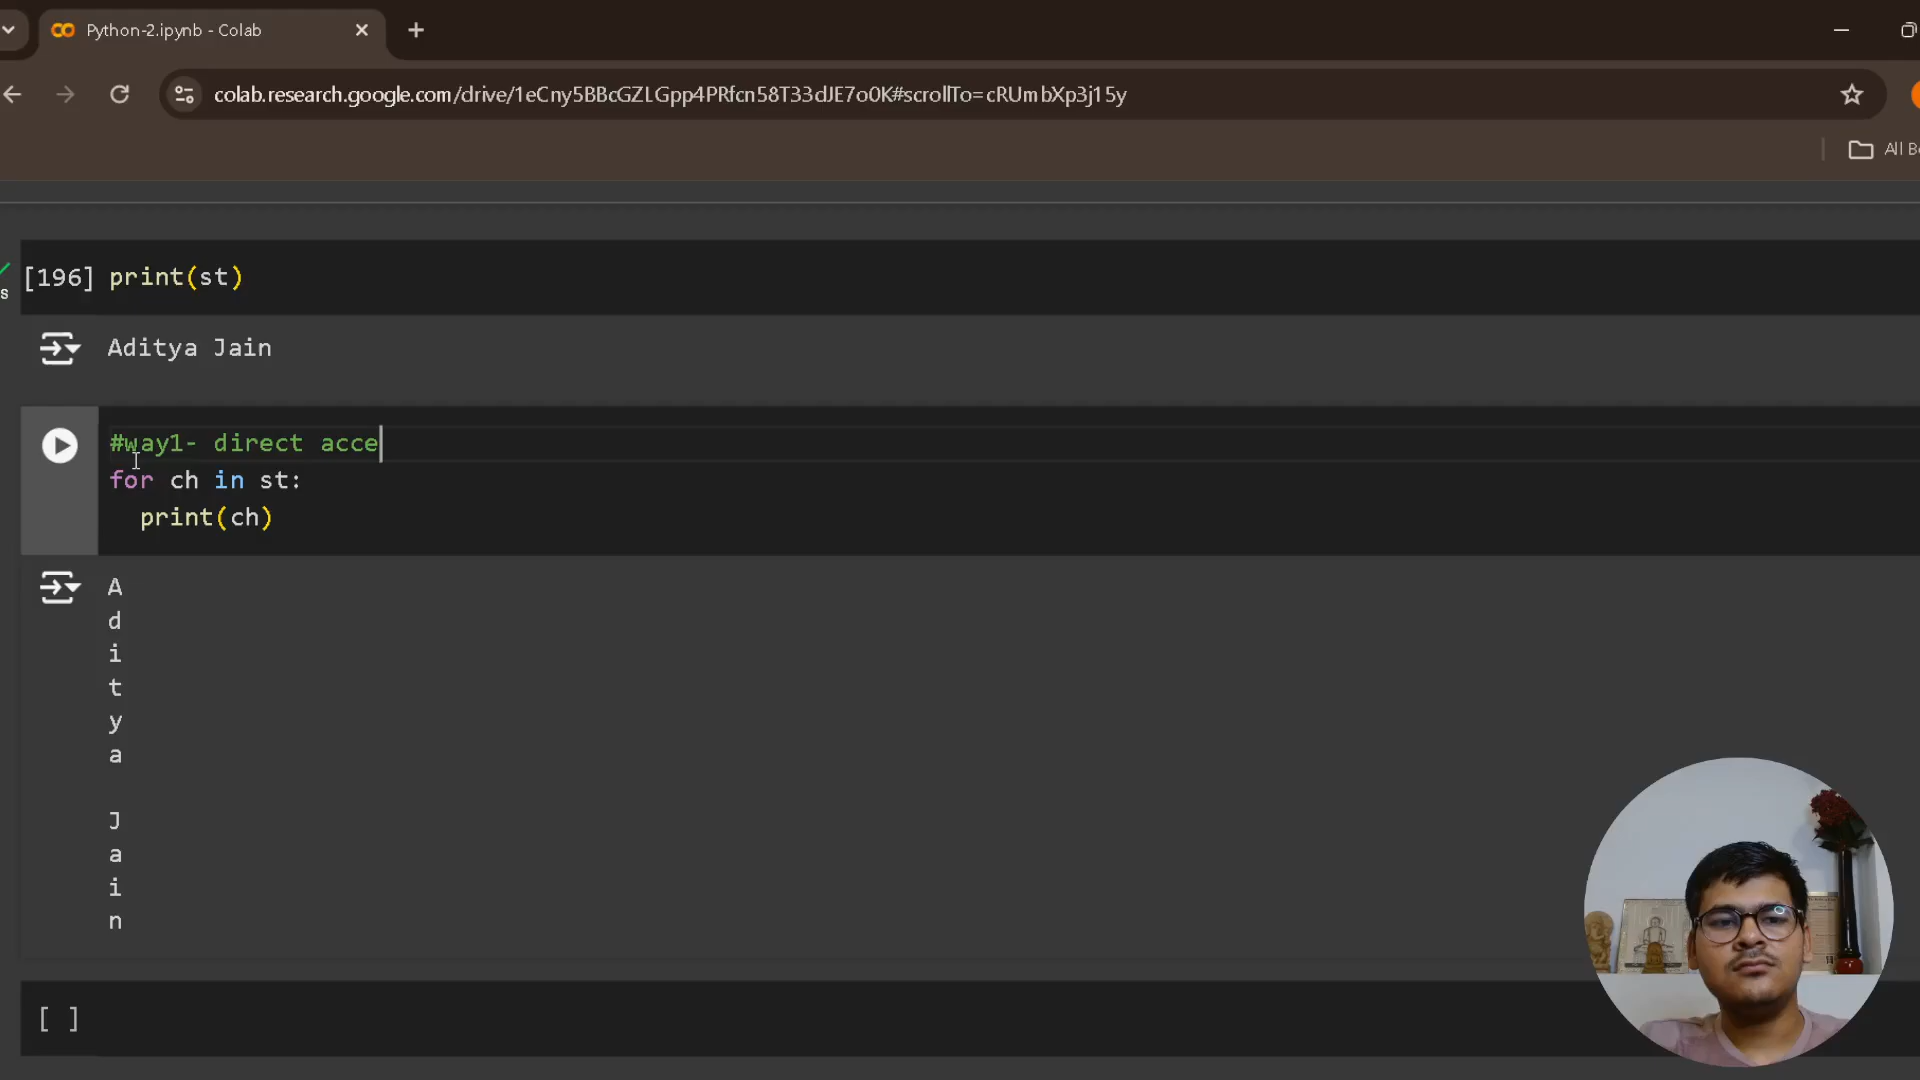 Python-2.ipynb - Colab
colab.research.google.com/drive/1eCny5BBcGZLGpp4PRfcn58T33dJE7o0K#scrollTo=cRUmbXp3j15y
All B
[196] print(st)
s
Aditya Jain
#way1- direct acce
for ch in st:
print(ch)
A
d
i
t
y
a
J
a
i
n
[ ]